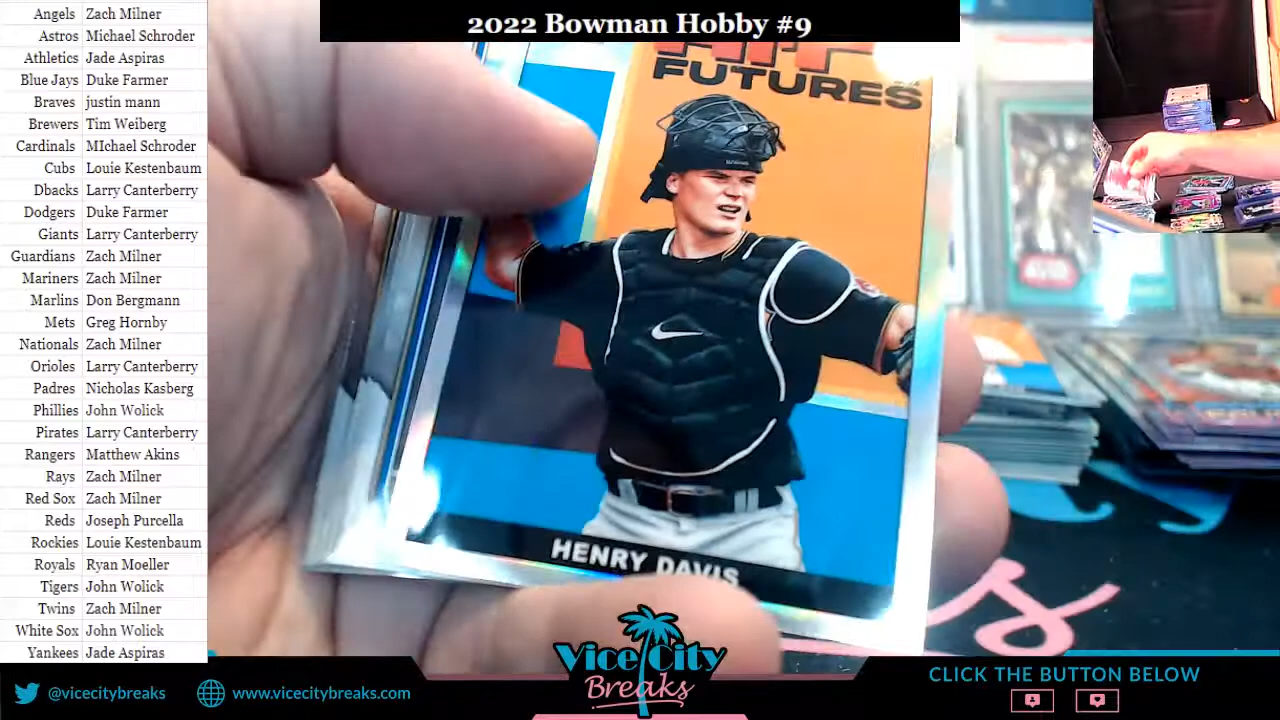 2022 Bowman Hobby #9
Angels Zach Milner
Astros Michael Schroder
Athletics Jade Aspiras
Blue Jays Duke Farmer
Braves justin mann
Brewers Tim Weiberg
Cardinals MIchael Schroder
Cubs Louie Kestenbaum
Dbacks Larry Canterberry
Dodgers Duke Farmer
Giants Larry Canterberry
Guardians Zach Milner
Mariners Zach Milner
Marlins Don Bergmann
Mets Greg Hornby
Nationals Zach Milner
Orioles Larry Canterberry
Padres Nicholas Kasberg
Phillies John Wolick
Pirates Larry Canterberry
Rangers Matthew Akins
Rays Zach Milner
Red Sox Zach Milner
Reds Joseph Purcella
Rockies Louie Kestenbaum
Royals Ryan Moeller
Tigers John Wolick
Twins Zach Milner
White Sox John Wolick
Yankees Jade Aspiras
FUTURES
HENRY DAVIS
Vice City
Breaks
@vicecitybreaks
www.vicecitybreaks.com
CLICK THE BUTTON BELOW